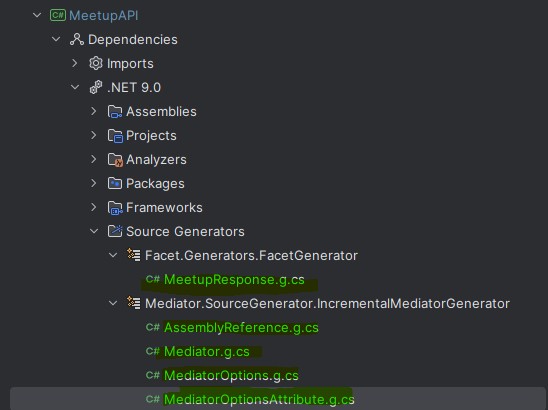 MeetupAPI
Dependencies
Imports
.NET 9.0
Assemblies
Projects
Analyzers
Packages
Frameworks
Source Generators
Facet.Generators.FacetGenerator
C# MeetupResponse.g.cs
Mediator.SourceGenerator.IncrementalMediatorGenerator
C# AssemblyReference.g.cs
C# Mediator.g.cs
C# MediatorOptions.g.cs
C# MediatorOptionsAttribute.g.cs